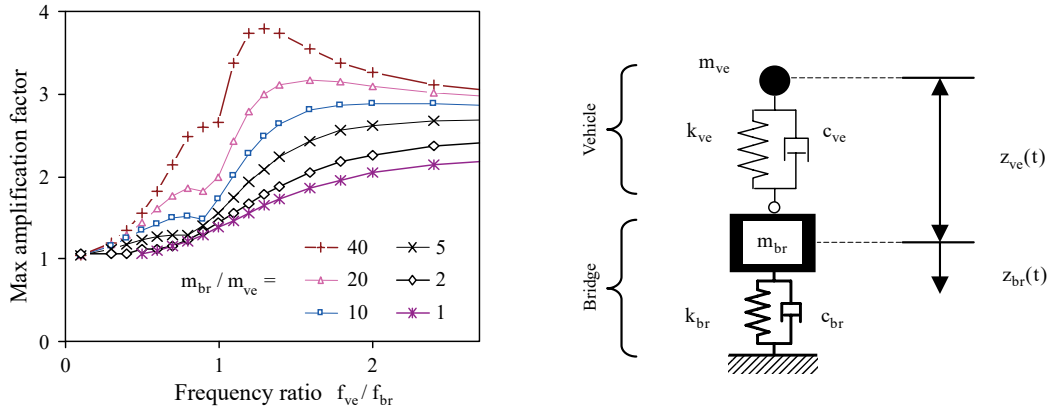 Max amplification factor
4
3
2
1
0
0
1
2
m_br / m_ve =
40
20
10
5
2
1
Frequency ratio f_ve / f_br
Vehicle
m_ve
k_ve
c_ve
z_ve(t)
Bridge
m_br
k_br
c_br
z_br(t)